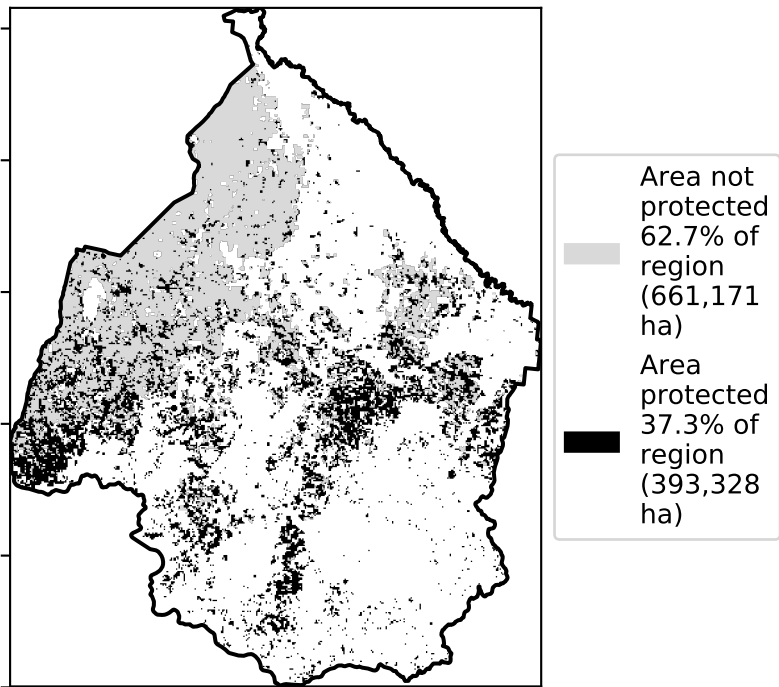 Area not
protected
62.7% of
region
(661,171
ha)
Area
protected
37.3% of
region
(393,328
ha)